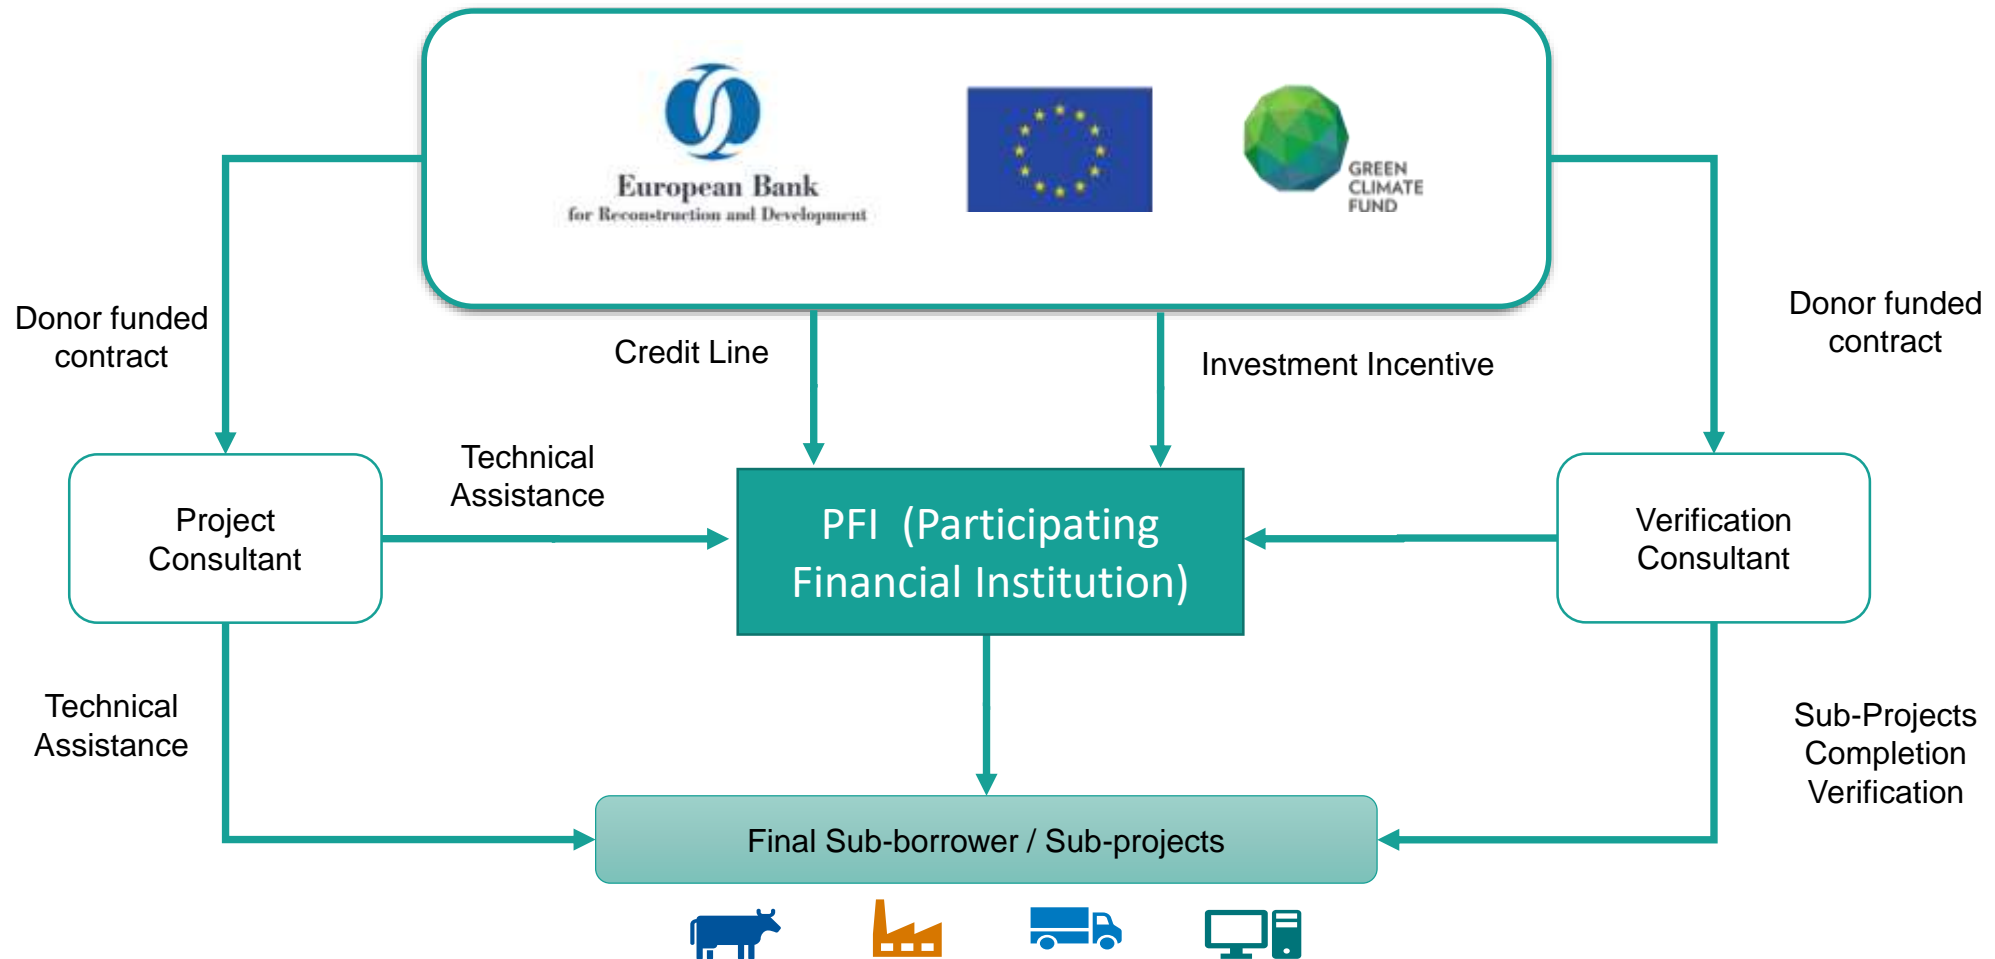 European Bank
for Reconstruction and Development
GREEN
CLIMATE
FUND
Donor funded
contract
Credit Line
Investment Incentive
Donor funded
contract
Technical
Assistance
Project
Consultant
PFI (Participating
Financial Institution)
Verification
Consultant
Technical
Assistance
Sub-Projects
Completion
Verification
Final Sub-borrower / Sub-projects